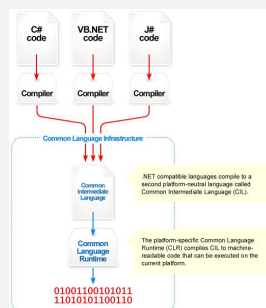 C#
code
VB.NET
code
J#
code
Compiler
Compiler
Compiler
Common Language Infrastructure
Common
Intermediate
Language
.NET compatible languages compile to a
second platform-neutral language called
Common Intermediate Language (CIL).
Common
Language
Runtime
The platform-specific Common Language
Runtime (CLR) compiles CIL to machine-
readable code that can be executed on the
current platform.
01001100101011
11010101100110